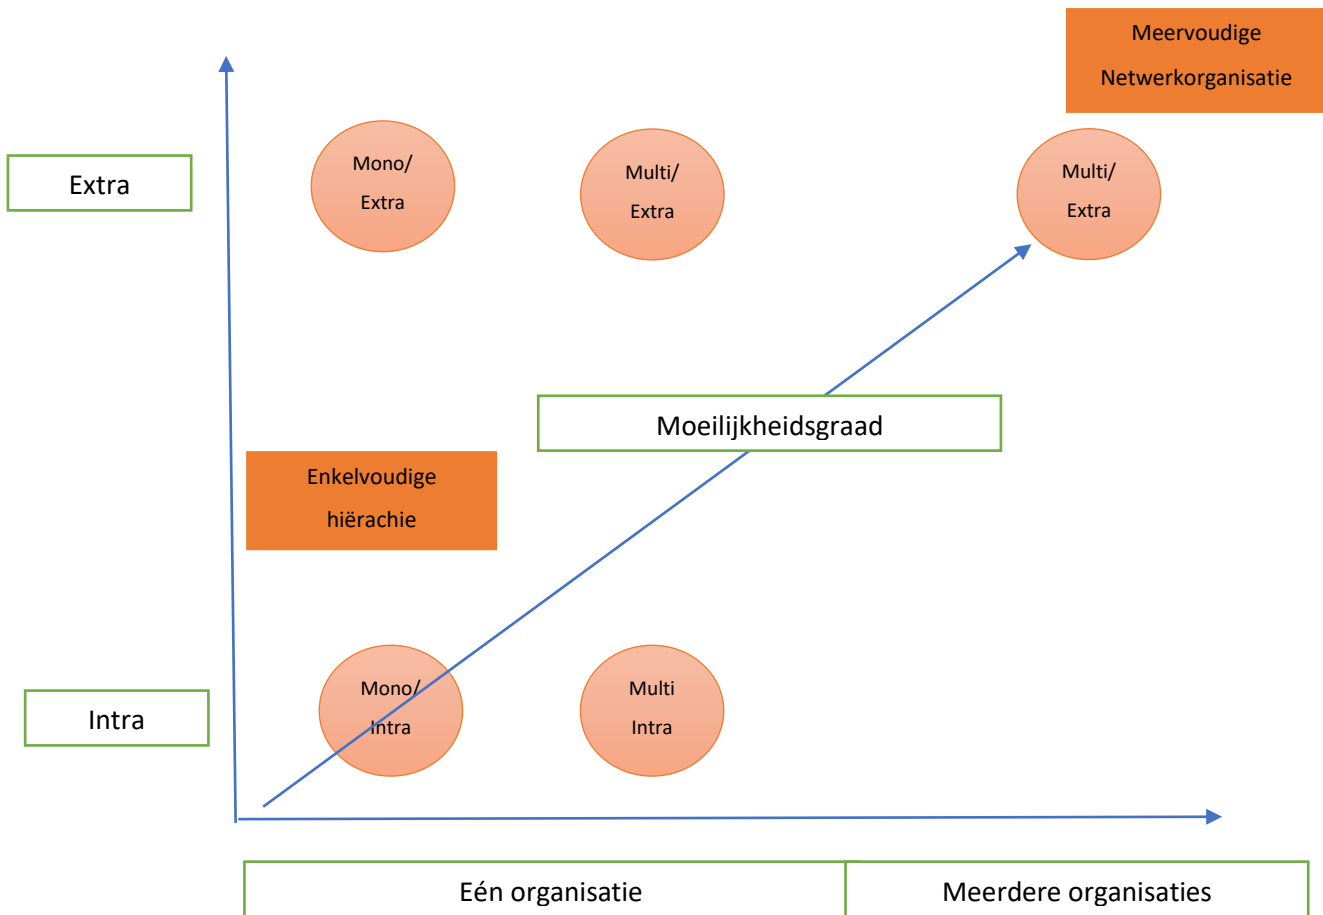 Meervoudige
Netwerkorganisatie
Extra
Mono/
Extra
Multi/
Extra
Multi/
Extra
Moeilijkheidsgraad
Enkelvoudige
hiërachie
Intra
Mono/
Intra
Multi
Intra
Eén organisatie
Meerdere organisaties